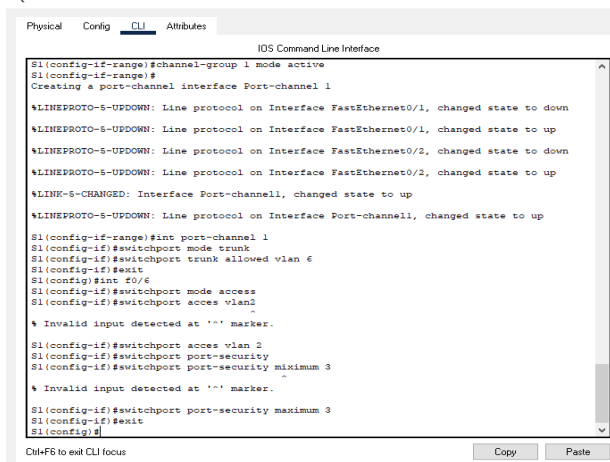 Physical Config CLI Attributes
IOS Command Line Interface
S1(config-if-range)#channel-group 1 mode active
S1(config-if-range)#
Creating a port-channel interface Port-channel 1
%LINEPROTO-5-UPDOWN: Line protocol on Interface FastEthernet0/1, changed state to down
%LINEPROTO-5-UPDOWN: Line protocol on Interface FastEthernet0/1, changed state to up
%LINEPROTO-5-UPDOWN: Line protocol on Interface FastEthernet0/2, changed state to down
%LINEPROTO-5-UPDOWN: Line protocol on Interface FastEthernet0/2, changed state to up
%LINK-5-CHANGED: Interface Port-channel1, changed state to up
%LINEPROTO-5-UPDOWN: Line protocol on Interface Port-channel1, changed state to up
S1(config-if-range)#int port-channel 1
S1(config-if)#switchport mode trunk
S1(config-if)#switchport trunk allowed vlan 6
S1(config-if)#exit
S1(config)#int f0/6
S1(config-if)#switchport mode access
S1(config-if)#switchport acces vlan2
^
% Invalid input detected at '^' marker.
S1(config-if)#switchport acces vlan 2
S1(config-if)#switchport port-security
S1(config-if)#switchport port-security miximum 3
^
% Invalid input detected at '^' marker.
S1(config-if)#switchport port-security maximum 3
S1(config-if)#exit
S1(config)#
Ctrl+F6 to exit CLI focus
Copy Paste